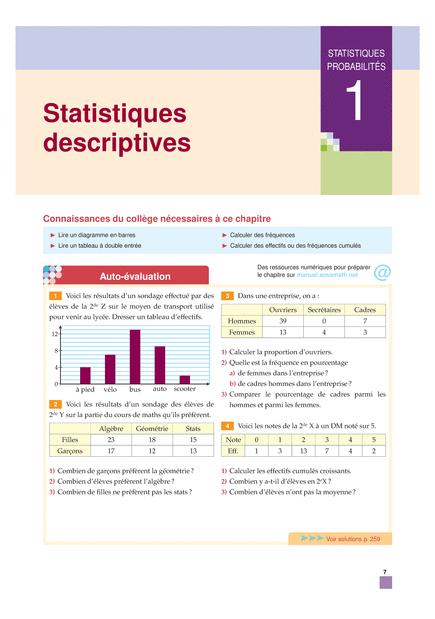 STATISTIQUES
PROBABILITÉS
1
Statistiques
descriptives
Connaissances du collège nécessaires à ce chapitre
▶ Lire un diagramme en barres
▶ Lire un tableau à double entrée
▶ Calculer des fréquences
▶ Calculer des effectifs ou des fréquences cumulés
Auto-évaluation
Des ressources numériques pour préparer
le chapitre sur manuel.sesamath.net
@
1 Voici les résultats d'un sondage effectué par des
élèves de la 2de Z sur le moyen de transport utilisé
pour venir au lycée. Dresser un tableau d'effectifs.
12
8
4
0
à pied vélo bus auto scooter
2 Voici les résultats d'un sondage des élèves de
2de Y sur la partie du cours de maths qu'ils préfèrent.
Algèbre Géométrie Stats
Filles 23 18 15
Garçons 17 12 13
1) Combien de garçons préfèrent la géométrie ?
2) Combien d'élèves préfèrent l'algèbre ?
3) Combien de filles ne préfèrent pas les stats ?
3 Dans une entreprise, on a :
Ouvriers Secrétaires Cadres
Hommes 39 0 7
Femmes 13 4 3
1) Calculer la proportion d'ouvriers.
2) Quelle est la fréquence en pourcentage
a) de femmes dans l'entreprise ?
b) de cadres hommes dans l'entreprise ?
3) Comparer le pourcentage de cadres parmi les
hommes et parmi les femmes.
4 Voici les notes de la 2de X à un DM noté sur 5.
Note 0 1 2 3 4 5
Eff. 1 3 13 7 4 2
1) Calculer les effectifs cumulés croissants.
2) Combien y a-t-il d'élèves en 2de X ?
3) Combien d'élèves n'ont pas la moyenne ?
▶▶▶ Voir solutions p. 259
7